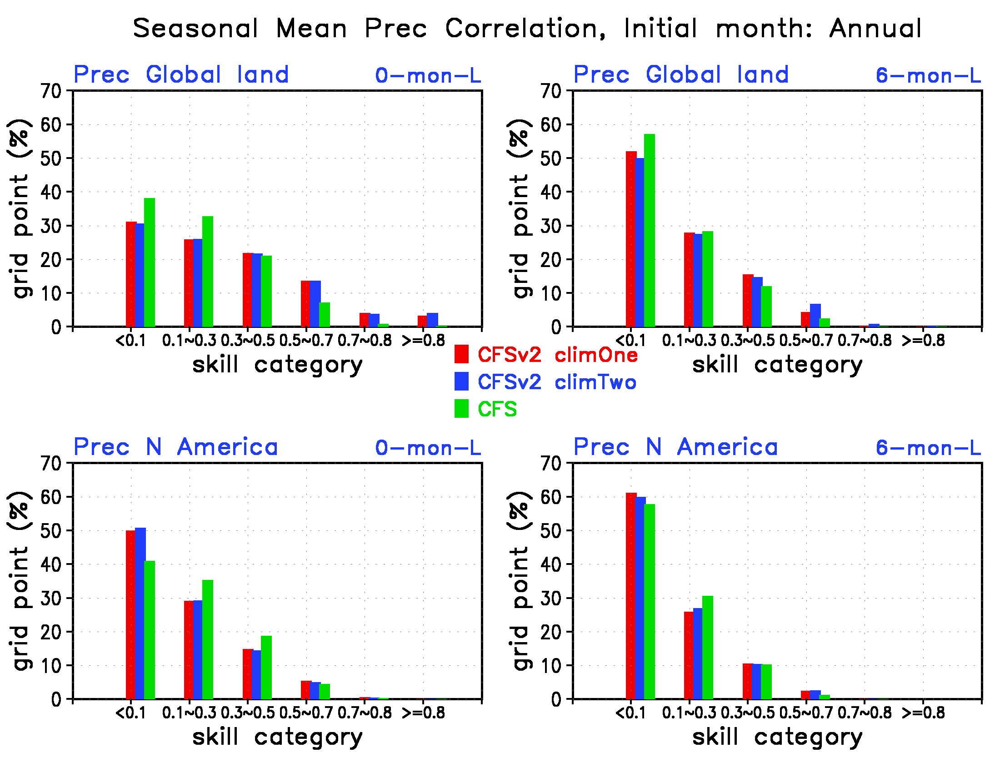 Seasonal Mean Prec Correlation, Initial month: Annual
Prec Global land 0-mon-L
70
60
50
40
30
20
10
0
grid point (%)
<0.1 0.1~0.3 0.3~0.5 0.5~0.7 0.7~0.8 >=0.8
skill category
Prec Global land 6-mon-L
70
60
50
40
30
20
10
0
grid point (%)
<0.1 0.1~0.3 0.3~0.5 0.5~0.7 0.7~0.8 >=0.8
skill category
CFSv2 climOne
CFSv2 climTwo
CFS
Prec N America 0-mon-L
70
60
50
40
30
20
10
0
grid point (%)
<0.1 0.1~0.3 0.3~0.5 0.5~0.7 0.7~0.8 >=0.8
skill category
Prec N America 6-mon-L
70
60
50
40
30
20
10
0
grid point (%)
<0.1 0.1~0.3 0.3~0.5 0.5~0.7 0.7~0.8 >=0.8
skill category